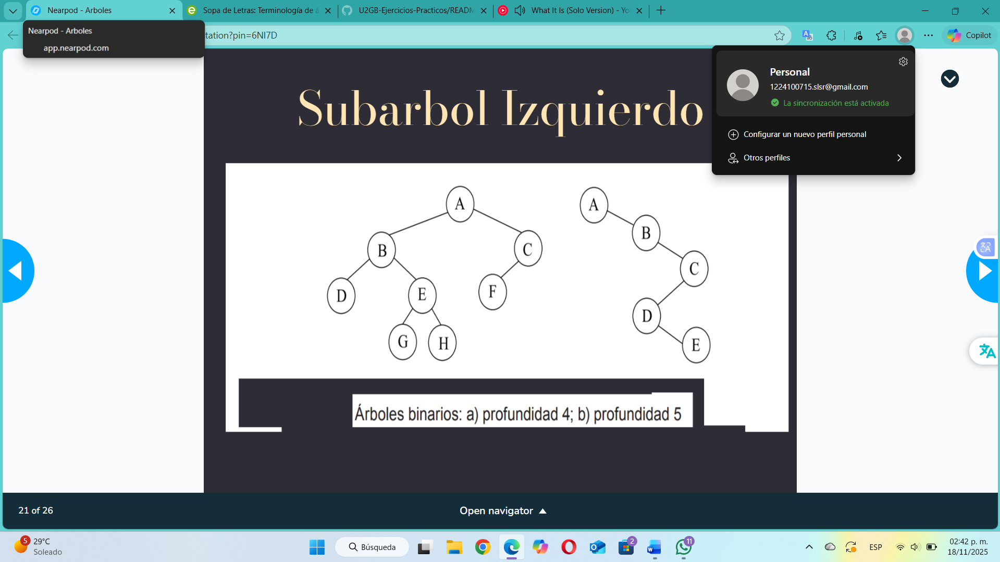 Nearpod - Arboles
Sopa de Letras: Terminología de á
U2GB-Ejercicios-Practicos/READM
What It Is (Solo Version) - Yo
Nearpod - Arboles
app.nearpod.com
tation?pin=6NI7D
Copilot
Personal
1224100715.slsr@gmail.com
La sincronización está activada
Configurar un nuevo perfil personal
Otros perfiles
Subarbol Izquierdo
A
B
C
D
E
F
G
H
A
B
C
D
E
Árboles binarios: a) profundidad 4; b) profundidad 5
21 of 26
Open navigator
5
29°C
Soleado
Búsqueda
2
11
ESP
02:42 p. m.
18/11/2025